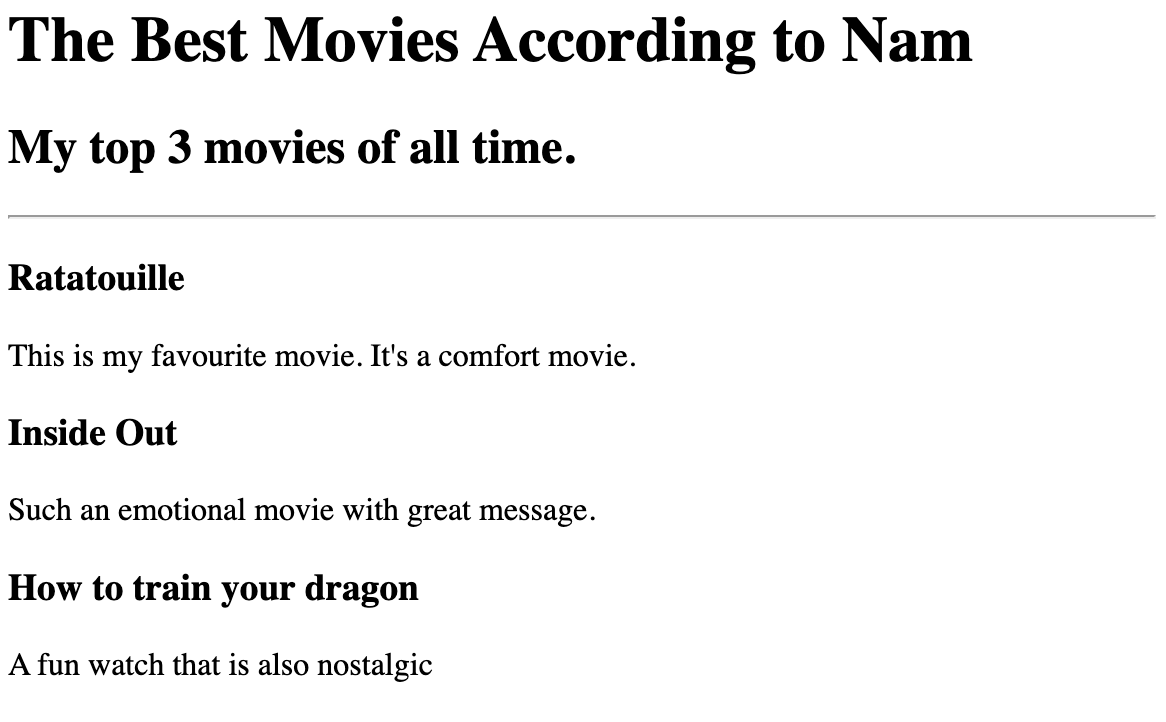 The Best Movies According to Nam
My top 3 movies of all time.
Ratatouille
This is my favourite movie. It's a comfort movie.
Inside Out
Such an emotional movie with great message.
How to train your dragon
A fun watch that is also nostalgic